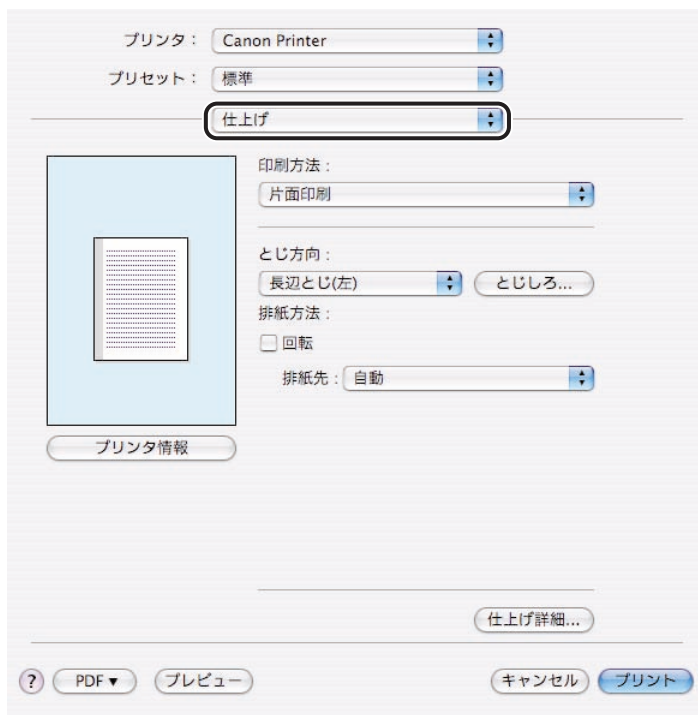 プリンタ： Canon Printer
プリセット： 標準
仕上げ
印刷方法：
片面印刷
とじ方向：
長辺とじ(左) とじしろ...
排紙方法：
回転
排紙先： 自動
プリンタ情報
仕上げ詳細...
? PDF▼ プレビュー キャンセル プリント